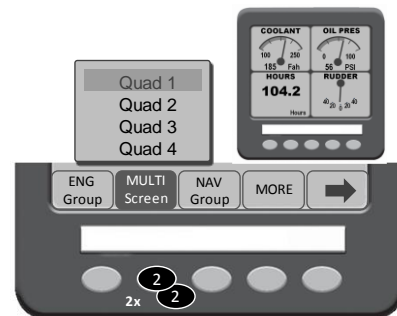 COOLANT
OIL PRES
100 250
0 100
185 Fah
56 PSI
HOURS
RUDDER
104.2
Hours
40 20 0 20 40
Quad 1
Quad 2
Quad 3
Quad 4
ENG
Group
MULTI
Screen
NAV
Group
MORE
2x
2
2